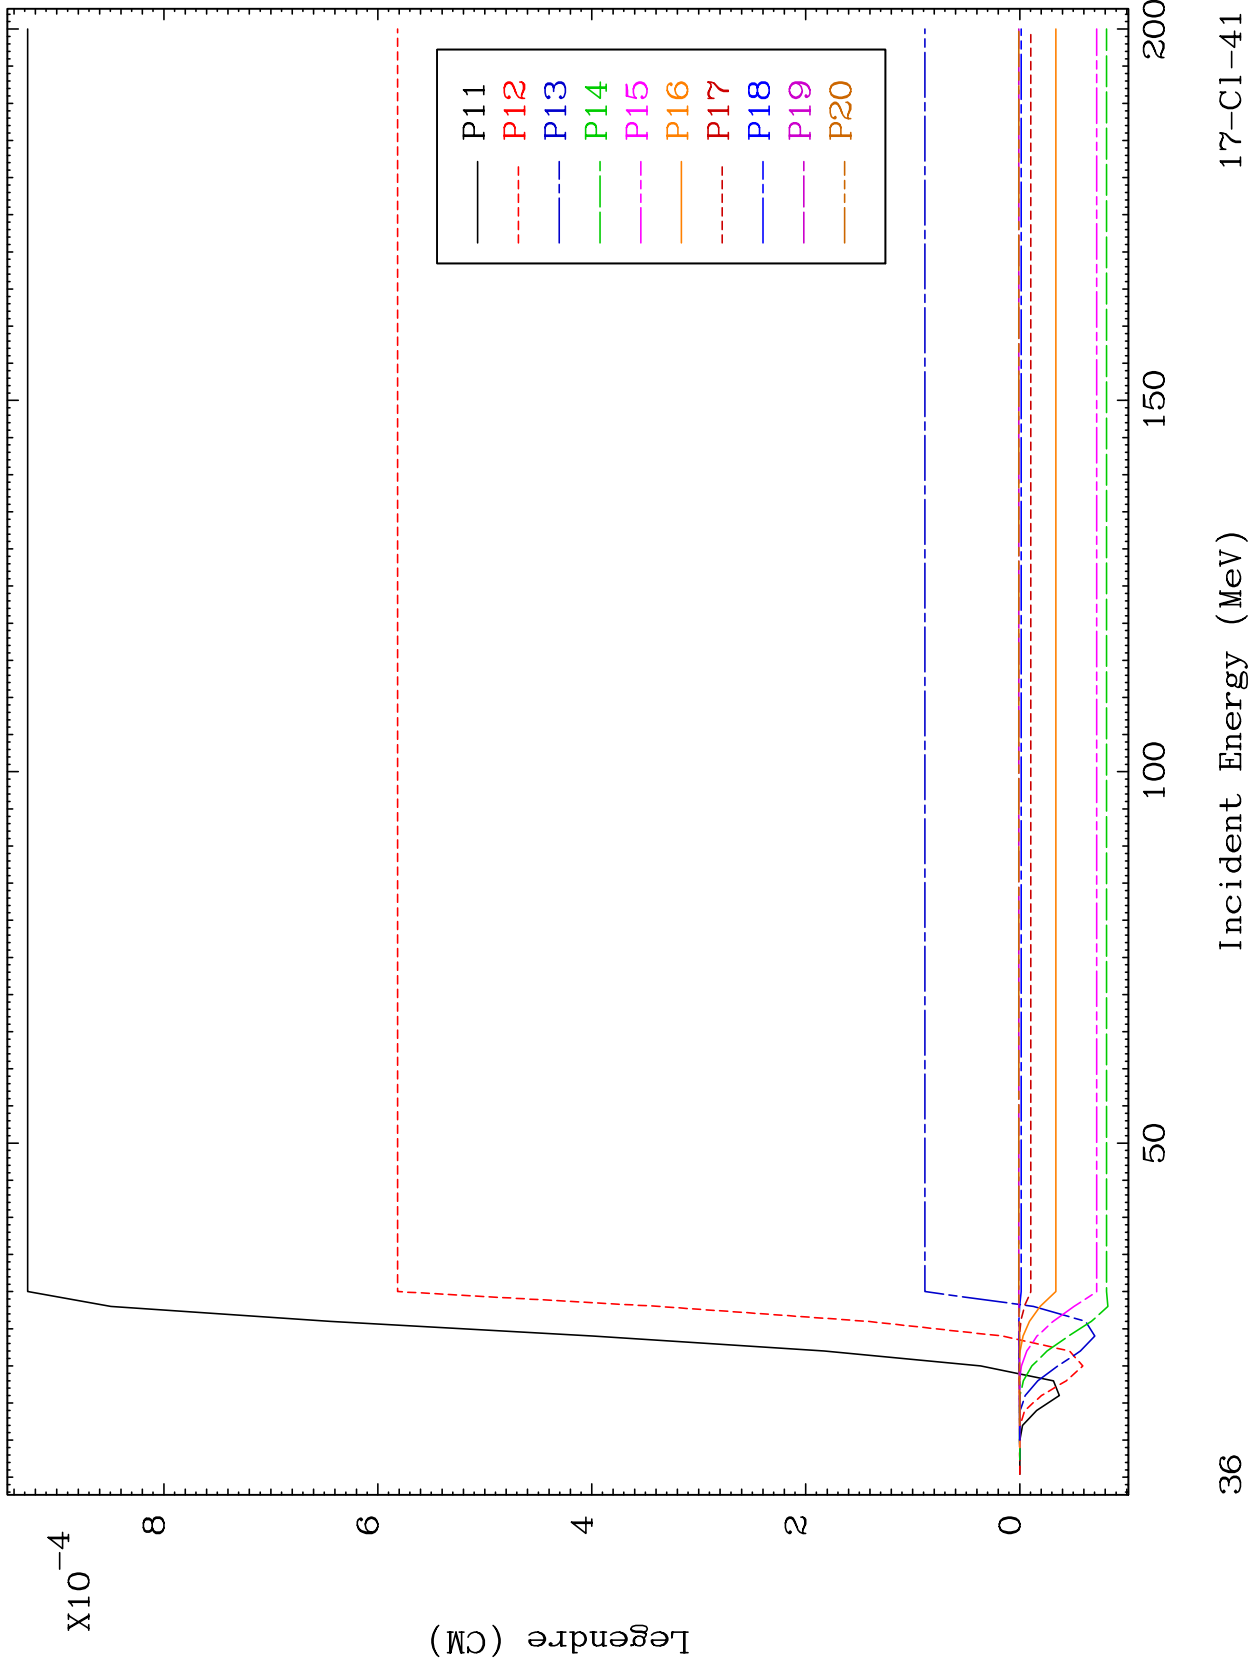 X10-4
8
6
4
2
0
Legendre (CM)
P11
P12
P13
P14
P15
P16
P17
P18
P19
P20
50
100
150
200
Incident Energy (MeV)
36
17-Cl-41